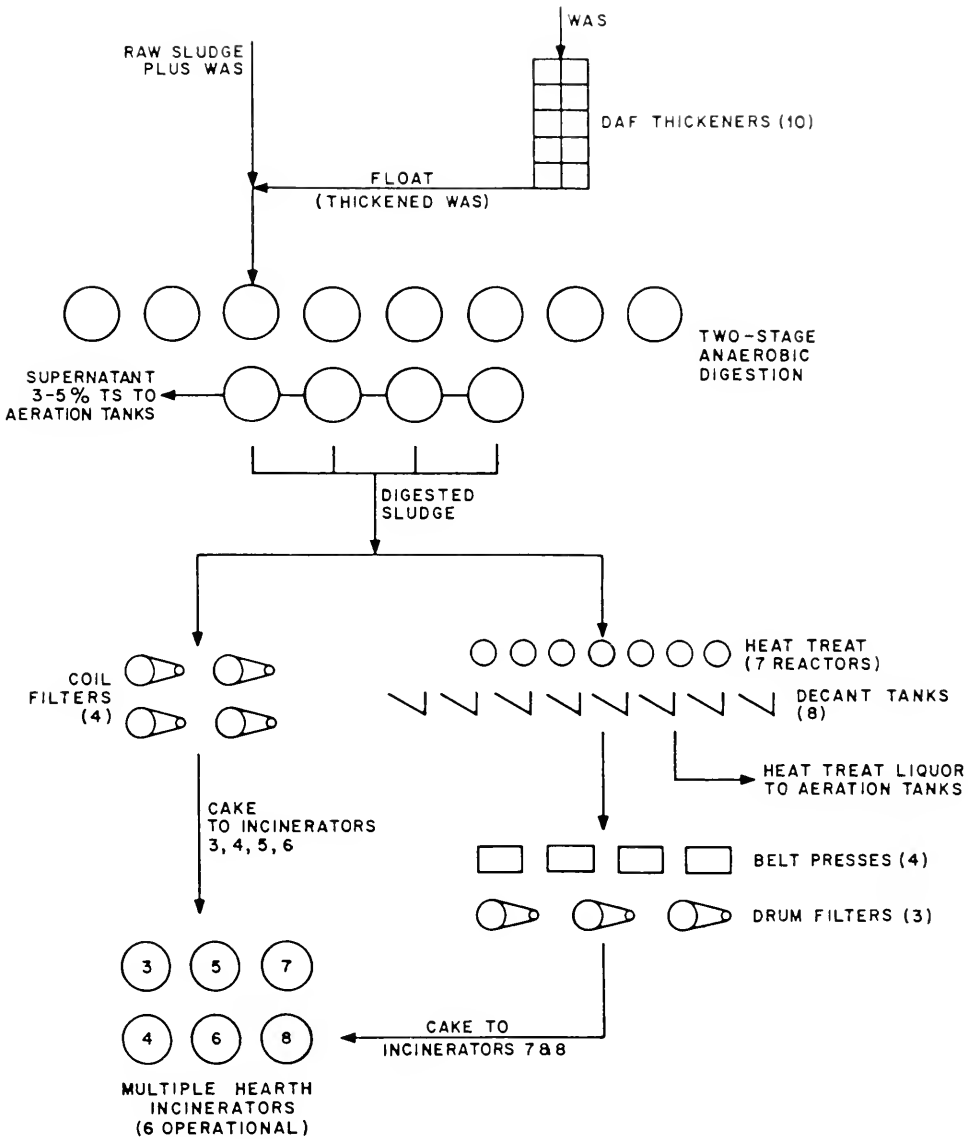 WAS
RAW SLUDGE
PLUS WAS
DAF THICKENERS (10)
FLOAT
(THICKENED WAS)
TWO-STAGE
ANAEROBIC
DIGESTION
SUPERNATANT
3-5% TS TO
AERATION TANKS
DIGESTED
SLUDGE
COIL
FILTERS
(4)
HEAT TREAT
(7 REACTORS)
DECANT TANKS
(8)
HEAT TREAT LIQUOR
TO AERATION TANKS
CAKE
TO INCINERATORS
3, 4, 5, 6
BELT PRESSES (4)
DRUM FILTERS (3)
3 5 7
4 6 8
CAKE TO
INCINERATORS 7&8
MULTIPLE HEARTH
INCINERATORS
(6 OPERATIONAL)